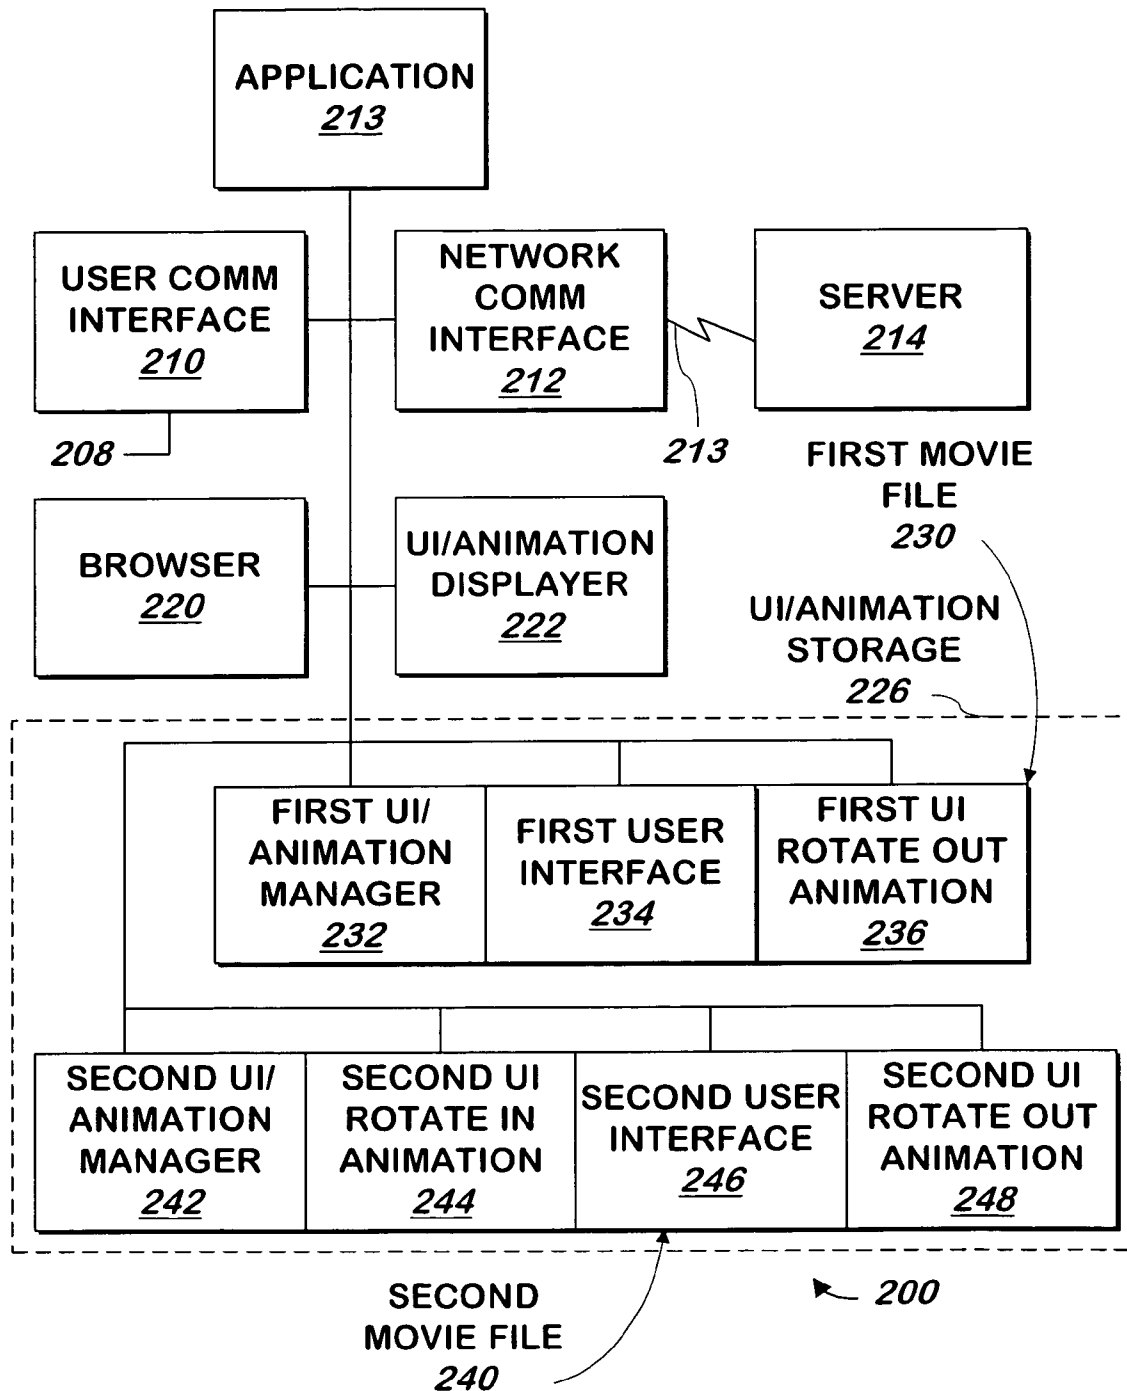 APPLICATION
213
USER COMM
INTERFACE
210
NETWORK
COMM
INTERFACE
212
SERVER
214
208
213
FIRST MOVIE
FILE
230
BROWSER
220
UI/ANIMATION
DISPLAYER
222
UI/ANIMATION
STORAGE
226
FIRST UI/
ANIMATION
MANAGER
232
FIRST USER
INTERFACE
234
FIRST UI
ROTATE OUT
ANIMATION
236
SECOND UI/
ANIMATION
MANAGER
242
SECOND UI
ROTATE IN
ANIMATION
244
SECOND USER
INTERFACE
246
SECOND UI
ROTATE OUT
ANIMATION
248
SECOND
MOVIE FILE
240
200